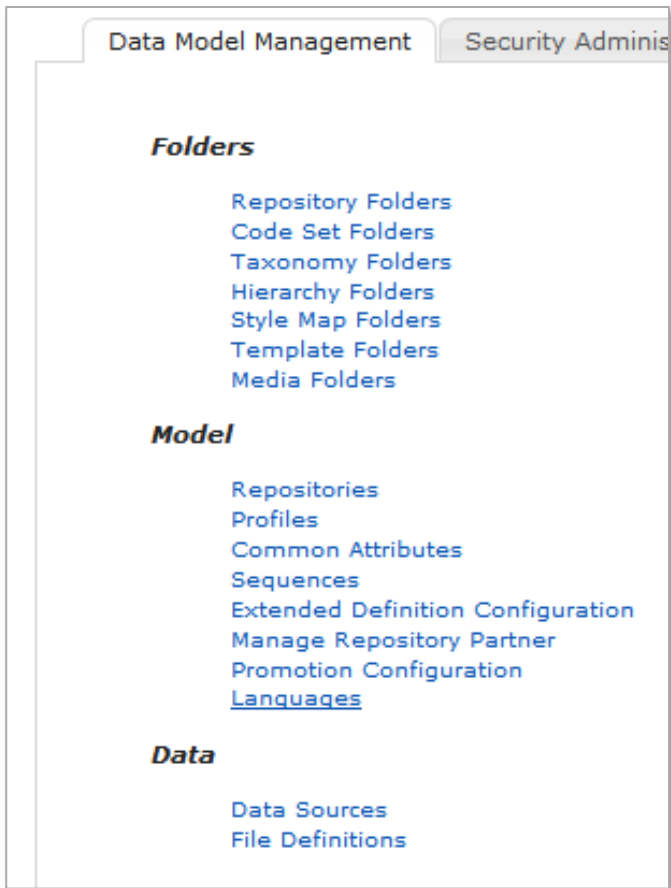 Data Model Management
Security Adminis
Folders
Repository Folders
Code Set Folders
Taxonomy Folders
Hierarchy Folders
Style Map Folders
Template Folders
Media Folders
Model
Repositories
Profiles
Common Attributes
Sequences
Extended Definition Configuration
Manage Repository Partner
Promotion Configuration
Languages
Data
Data Sources
File Definitions